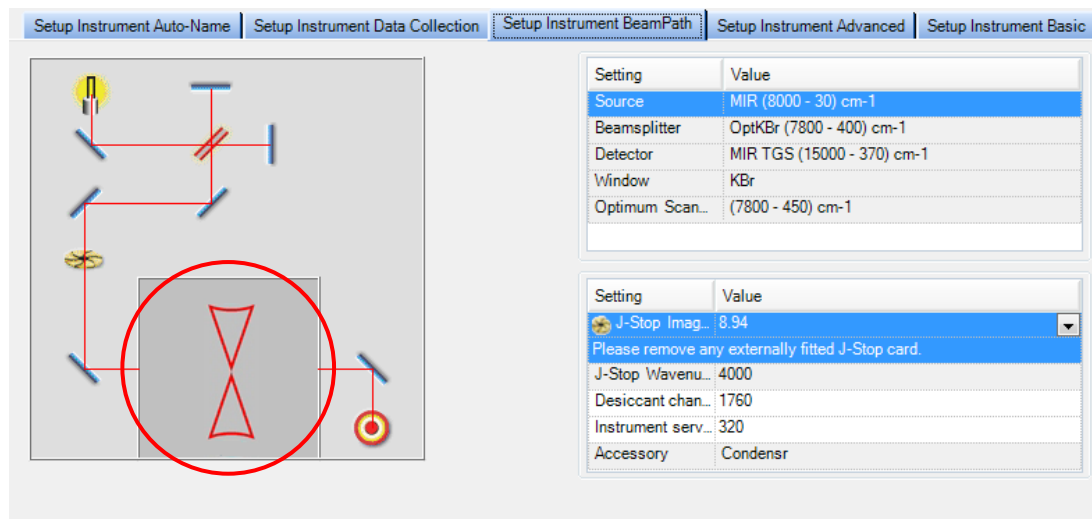 Setup Instrument Auto-Name Setup Instrument Data Collection Setup Instrument BeamPath Setup Instrument Advanced Setup Instrument Basic
Setting Value
Source MIR (8000 - 30) cm-1
Beamsplitter OptKBr (7800 - 400) cm-1
Detector MIR TGS (15000 - 370) cm-1
Window KBr
Optimum Scan... (7800 - 450) cm-1
Setting Value
J-Stop Imag... 8.94
Please remove any externally fitted J-Stop card.
J-Stop Wavenu... 4000
Desiccant chan... 1760
Instrument serv... 320
Accessory Condensr